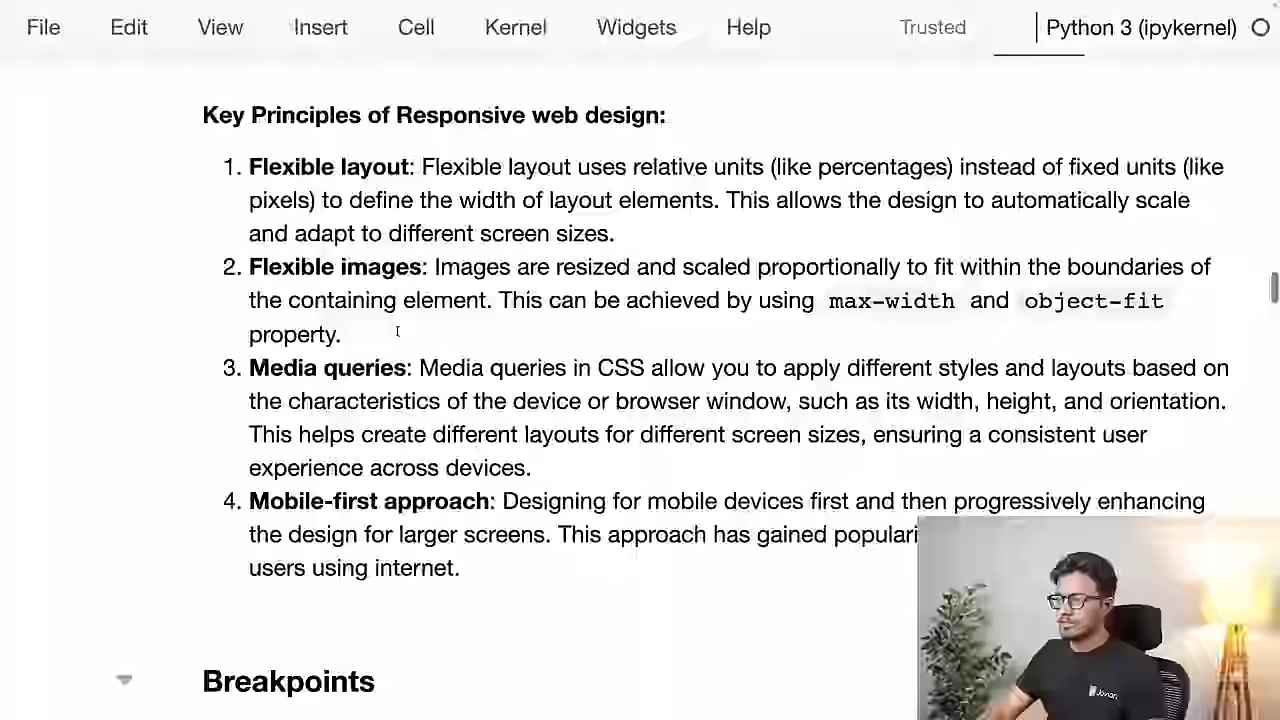 File Edit View Insert Cell Kernel Widgets Help Trusted Python 3 (ipykernel)
Key Principles of Responsive web design:
1. Flexible layout: Flexible layout uses relative units (like percentages) instead of fixed units (like
pixels) to define the width of layout elements. This allows the design to automatically scale
and adapt to different screen sizes.
2. Flexible images: Images are resized and scaled proportionally to fit within the boundaries of
the containing element. This can be achieved by using max-width and object-fit
property.
3. Media queries: Media queries in CSS allow you to apply different styles and layouts based on
the characteristics of the device or browser window, such as its width, height, and orientation.
This helps create different layouts for different screen sizes, ensuring a consistent user
experience across devices.
4. Mobile-first approach: Designing for mobile devices first and then progressively enhancing
the design for larger screens. This approach has gained populari
users using internet.
Jovian
Breakpoints